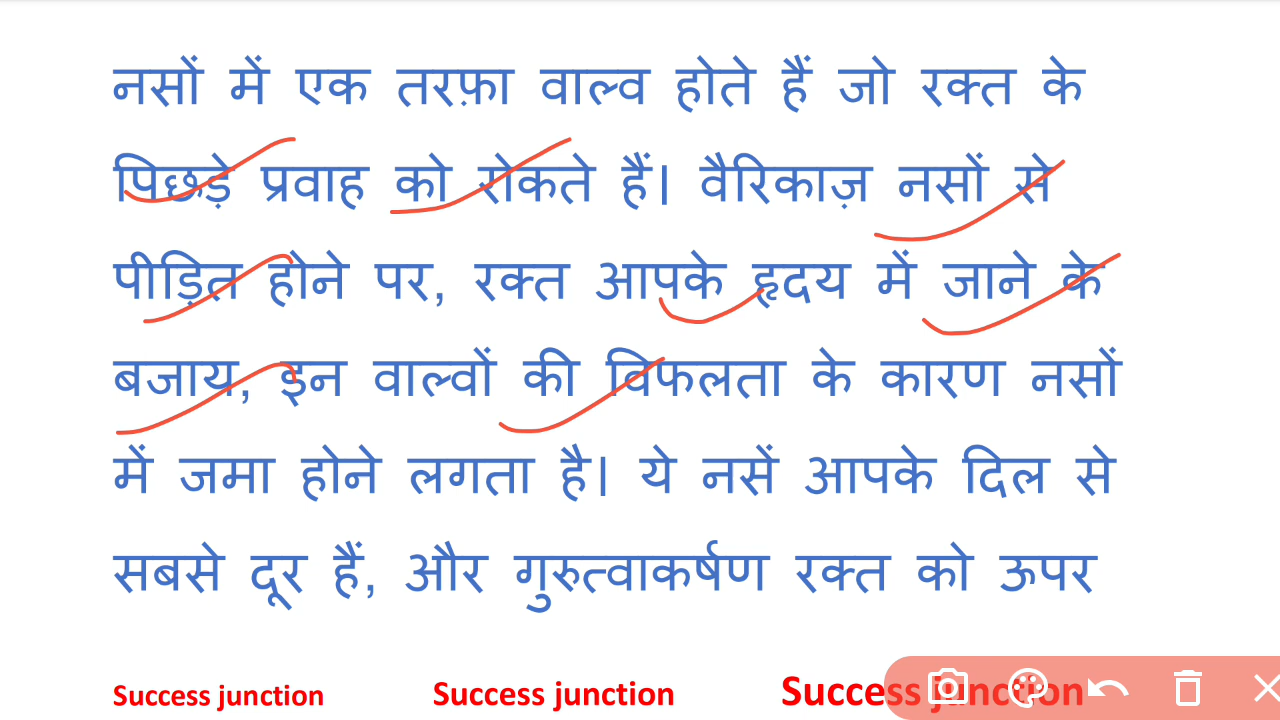 नसों में एक तरफ़ा वाल्व होते हैं जो रक्त के
पिछड़े प्रवाह को रोकते हैं। वैरिकाज़ नसों से
पीड़ित होने पर, रक्त आपके हृदय में जाने के
बजाय, इन वाल्वों की विफलता के कारण नसों
में जमा होने लगता है। ये नसें आपके दिल से
सबसे दूर हैं, और गुरुत्वाकर्षण रक्त को ऊपर
Success junction Success junction Success junction